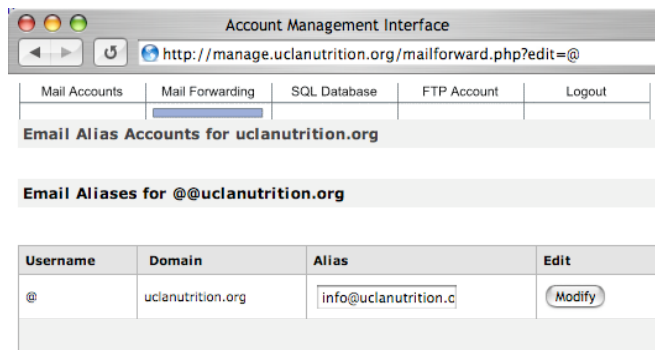 Account Management Interface
http://manage.uclanutrition.org/mailforward.php?edit=@
Mail Accounts Mail Forwarding SQL Database FTP Account Logout
Email Alias Accounts for uclanutrition.org
Email Aliases for @@uclanutrition.org
Username Domain Alias Edit
@ uclanutrition.org info@uclanutrition.c Modify